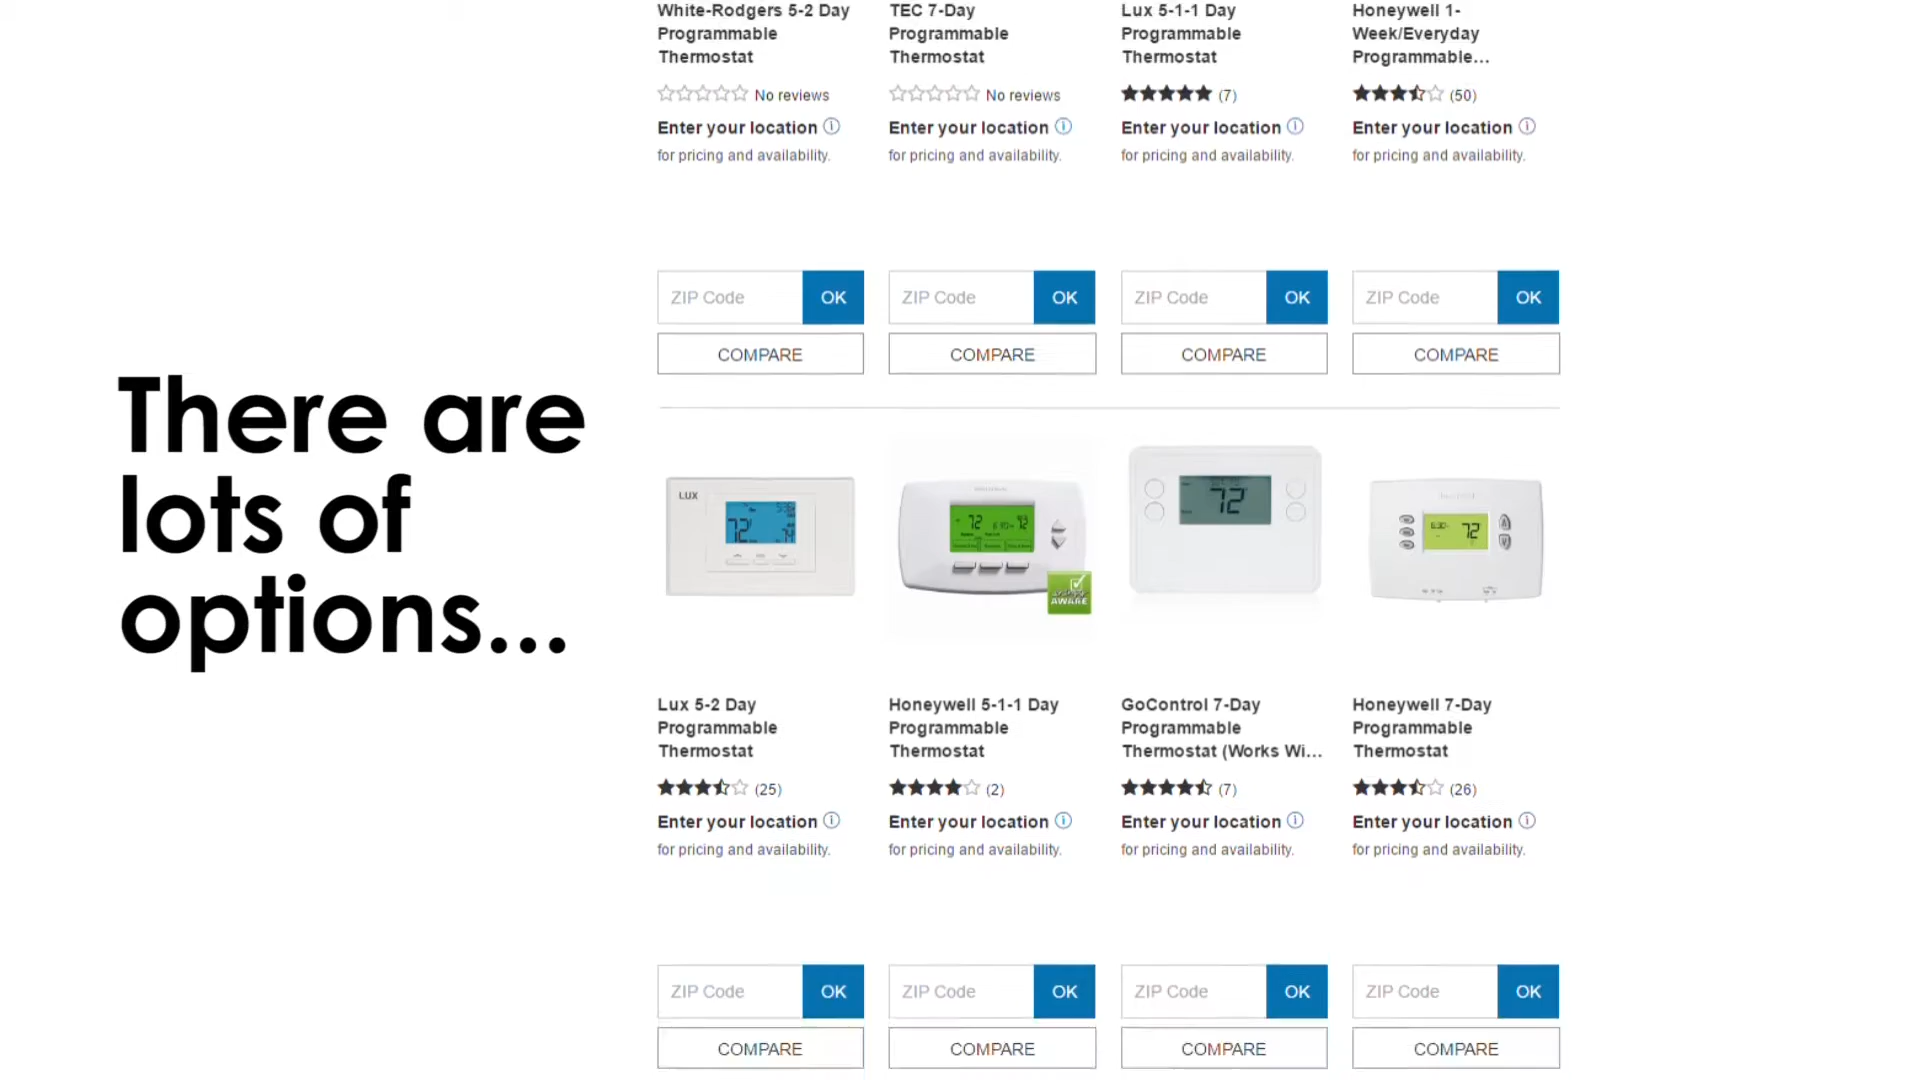 There are
lots of
options...
White-Rodgers 5-2 Day
Programmable
Thermostat
No reviews
Enter your location
for pricing and availability.
ZIP Code OK
COMPARE
TEC 7-Day
Programmable
Thermostat
No reviews
Enter your location
for pricing and availability.
ZIP Code OK
COMPARE
Lux 5-1-1 Day
Programmable
Thermostat
(7)
Enter your location
for pricing and availability.
ZIP Code OK
COMPARE
Honeywell 1-
Week/Everyday
Programmable...
(50)
Enter your location
for pricing and availability.
ZIP Code OK
COMPARE
LUX
72
Lux 5-2 Day
Programmable
Thermostat
(25)
Enter your location
for pricing and availability.
ZIP Code OK
COMPARE
72 72
AWARE
Honeywell 5-1-1 Day
Programmable
Thermostat
(2)
Enter your location
for pricing and availability.
ZIP Code OK
COMPARE
72
GoControl 7-Day
Programmable
Thermostat (Works Wi...
(7)
Enter your location
for pricing and availability.
ZIP Code OK
COMPARE
72
Honeywell 7-Day
Programmable
Thermostat
(26)
Enter your location
for pricing and availability.
ZIP Code OK
COMPARE